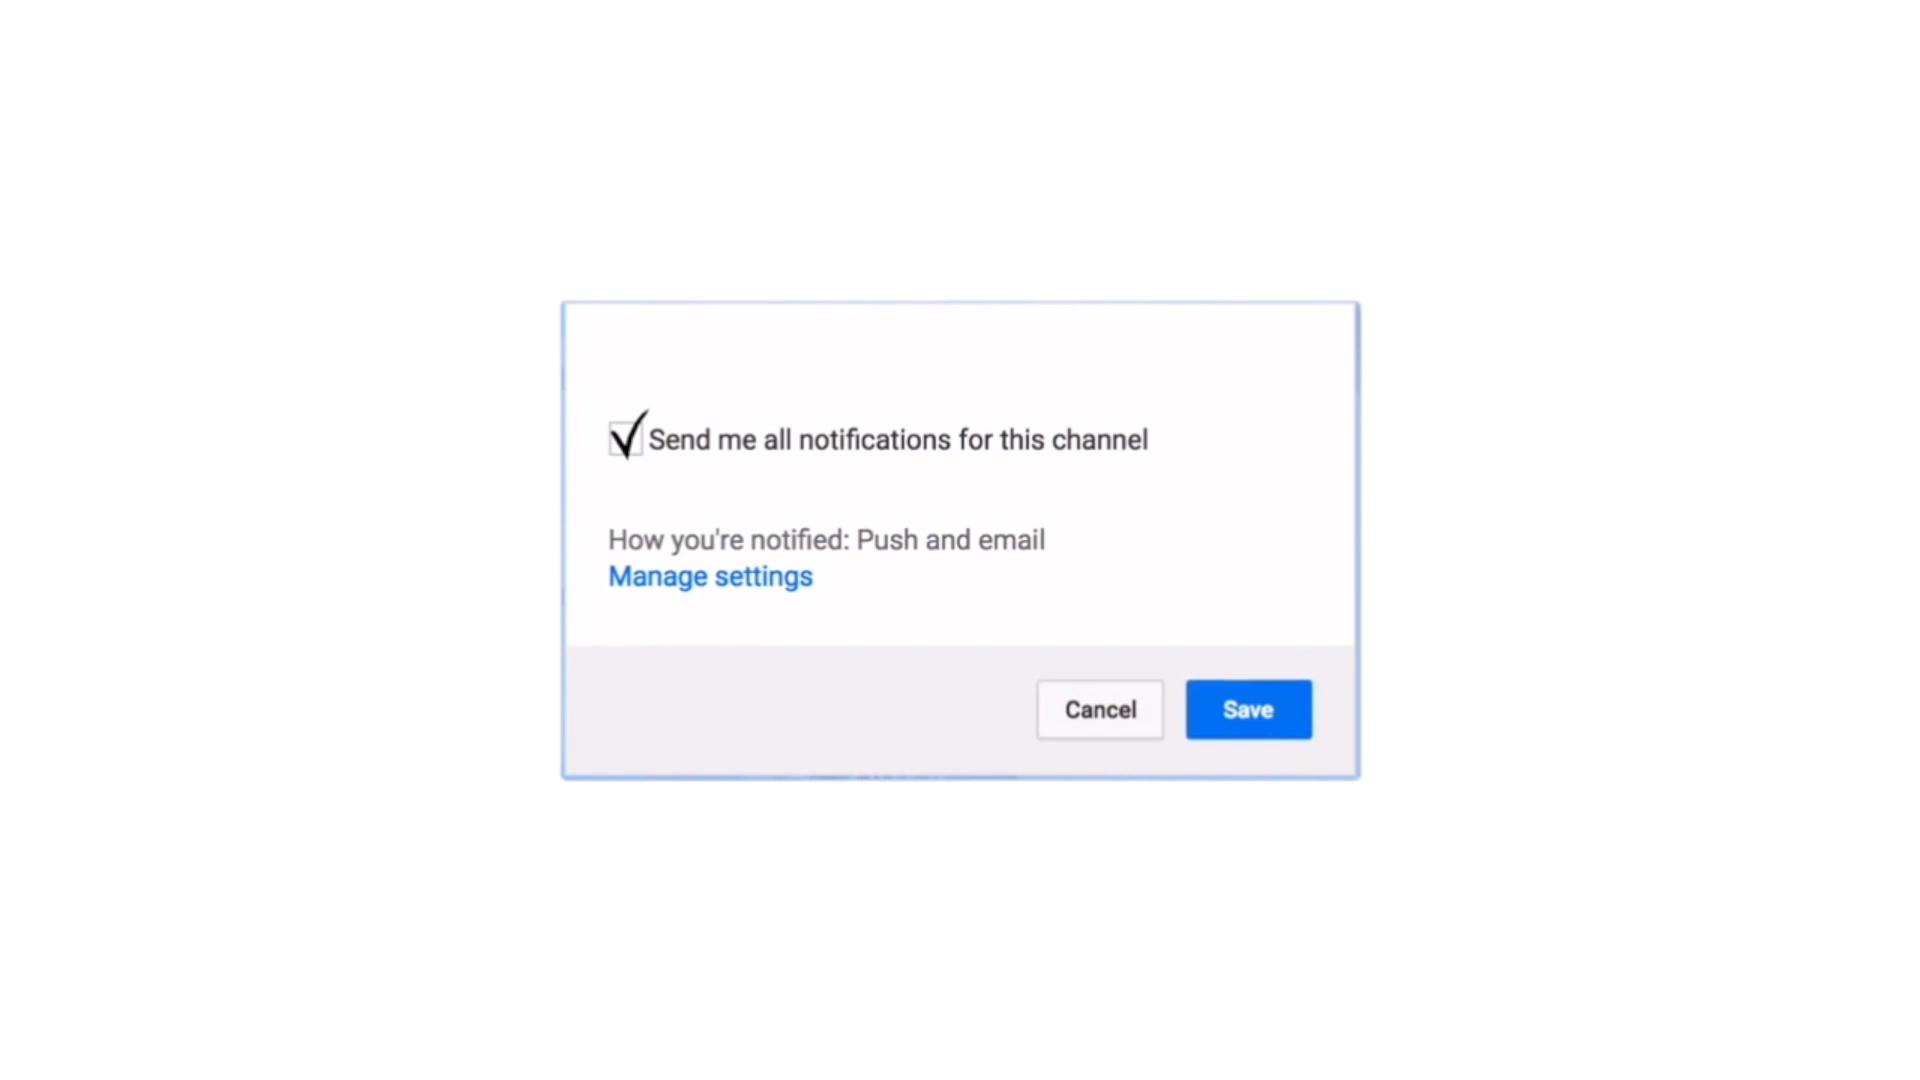 Send me all notifications for this channel
How you're notified: Push and email
Manage settings
Cancel
Save